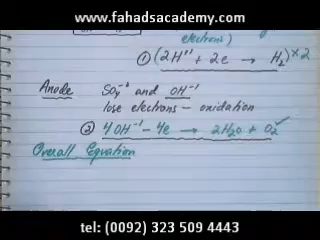 www.fahadsacademy.com
electrons)
① (2H⁺¹ + 2e → H₂)×2
Anode SO₄⁻² and OH⁻¹
lose electrons – oxidation
② 4OH⁻¹ – 4e → 2H₂O + O₂ ✓
Overall Equation
tel: (0092) 323 509 4443